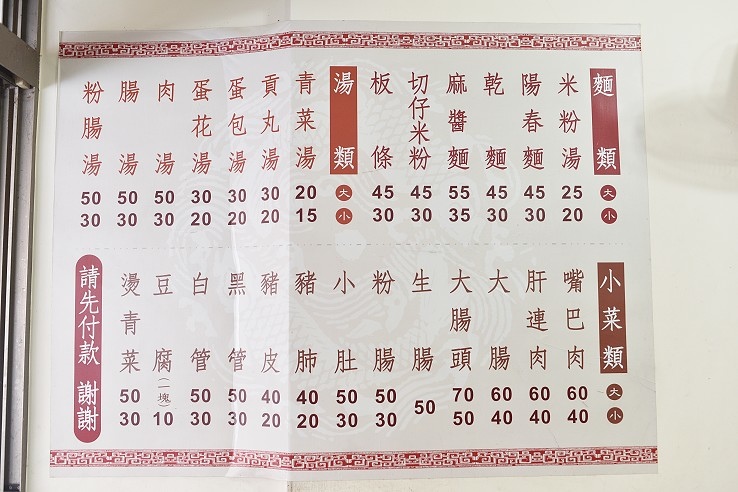 麵類 大 小
米粉湯 25 20
陽春麵 45 30
乾麵 45 30
麻醬麵 55 35
切仔米粉 45 30
板條 45 30
湯類 大 小
青菜湯 20 15
貢丸湯 30 20
蛋包湯 30 20
蛋花湯 30 20
肉湯 50 30
腸湯 50 30
粉腸湯 50 30
小菜類 大 小
嘴巴肉 60 40
肝連肉 60 40
大腸 60 40
大腸頭 70 50
生腸 50
粉腸 50 30
小肚 50 30
豬肺 40 20
豬皮 40 20
黑管 50 30
白管 50 30
豆腐(一塊) 10
燙青菜 50 30
請先付款 謝謝